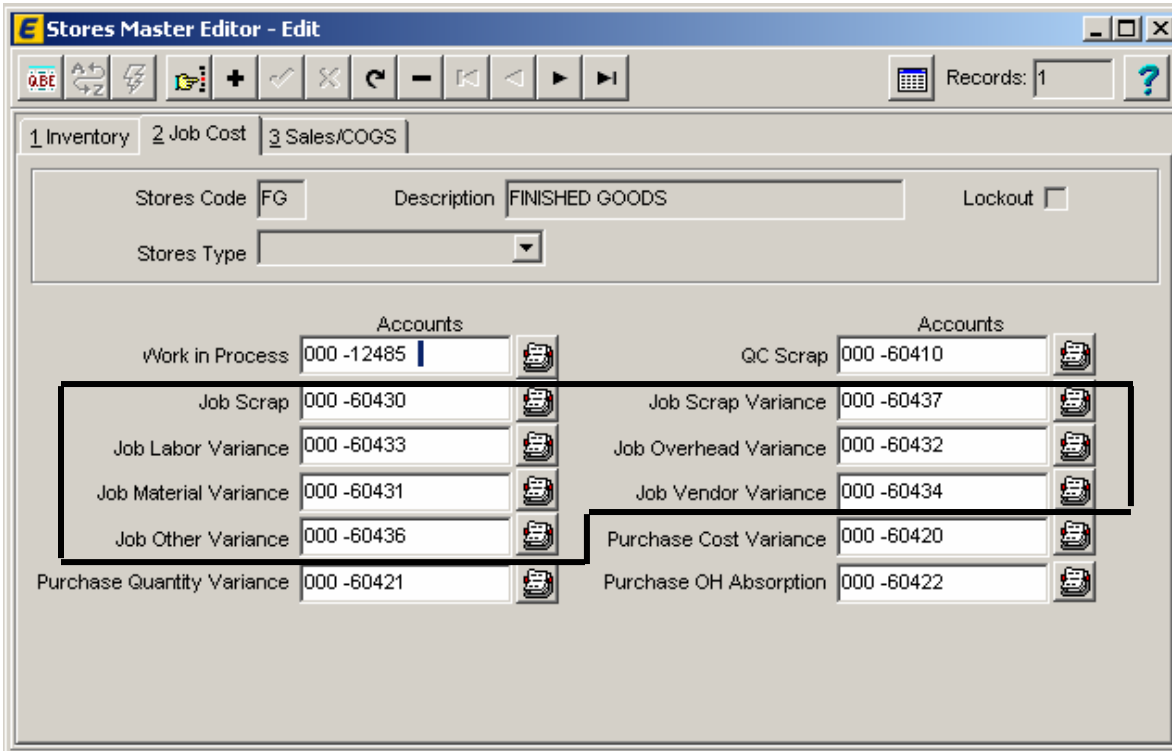 E Stores Master Editor - Edit
QBE A Z Records: 1 ?
1 Inventory 2 Job Cost 3 Sales/COGS
Stores Code FG Description FINISHED GOODS Lockout
Stores Type
Accounts Accounts
Work in Process 000 -12485 QC Scrap 000 -60410
Job Scrap 000 -60430 Job Scrap Variance 000 -60437
Job Labor Variance 000 -60433 Job Overhead Variance 000 -60432
Job Material Variance 000 -60431 Job Vendor Variance 000 -60434
Job Other Variance 000 -60436 Purchase Cost Variance 000 -60420
Purchase Quantity Variance 000 -60421 Purchase OH Absorption 000 -60422